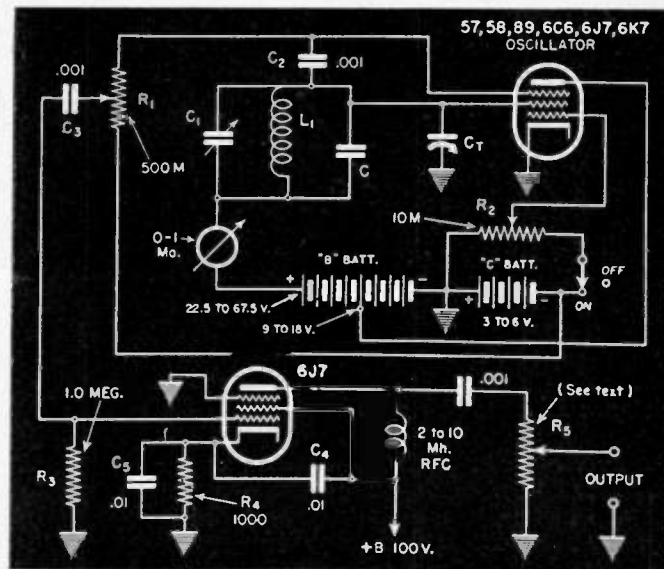 57,58,89,6C6,6J7,6K7
OSCILLATOR
.001
C3
R1
500 M
C2
.001
C1
L1
C
CT
R2
10 M
0-1
Ma.
"B" BATT.
+
-
22.5 TO 67.5 V.
9 TO 18 V.
"C" BATT.
+
-
3 TO 6 V.
OFF
ON
6J7
1.0 MEG.
R3
C5
.01
R4
1000
C4
.01
2 to 10
Mh.
RFC
+B 100 V.
.001
(See text)
R5
OUTPUT